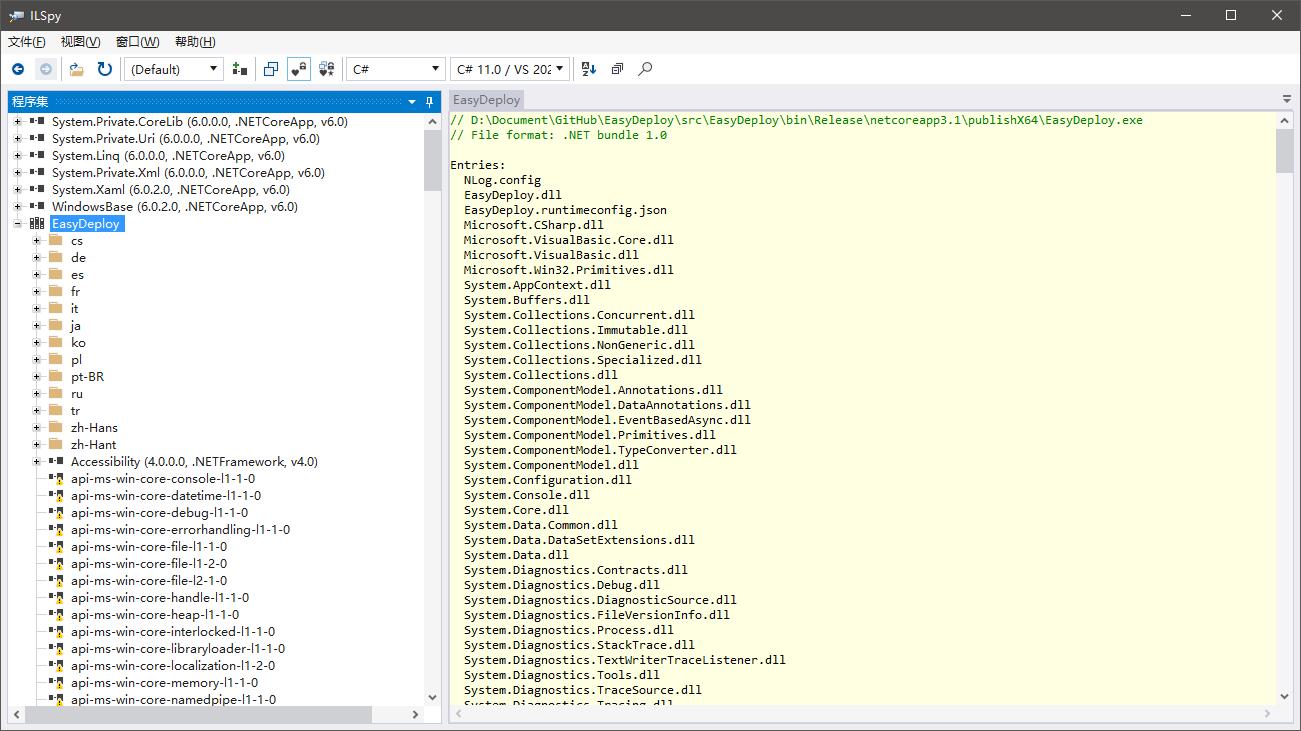 ILSpy
文件(F) 视图(V) 窗口(W) 帮助(H)
(Default) C# C# 11.0 / VS 202
程序集
System.Private.CoreLib (6.0.0.0, .NETCoreApp, v6.0)
System.Private.Uri (6.0.0.0, .NETCoreApp, v6.0)
System.Linq (6.0.0.0, .NETCoreApp, v6.0)
System.Private.Xml (6.0.0.0, .NETCoreApp, v6.0)
System.Xaml (6.0.2.0, .NETCoreApp, v6.0)
WindowsBase (6.0.2.0, .NETCoreApp, v6.0)
EasyDeploy
cs
de
es
fr
it
ja
ko
pl
pt-BR
ru
tr
zh-Hans
zh-Hant
Accessibility (4.0.0.0, .NETFramework, v4.0)
api-ms-win-core-console-l1-1-0
api-ms-win-core-datetime-l1-1-0
api-ms-win-core-debug-l1-1-0
api-ms-win-core-errorhandling-l1-1-0
api-ms-win-core-file-l1-1-0
api-ms-win-core-file-l1-2-0
api-ms-win-core-file-l2-1-0
api-ms-win-core-handle-l1-1-0
api-ms-win-core-heap-l1-1-0
api-ms-win-core-interlocked-l1-1-0
api-ms-win-core-libraryloader-l1-1-0
api-ms-win-core-localization-l1-2-0
api-ms-win-core-memory-l1-1-0
api-ms-win-core-namedpipe-l1-1-0
EasyDeploy
// D:\Document\GitHub\EasyDeploy\src\EasyDeploy\bin\Release\netcoreapp3.1\publishX64\EasyDeploy.exe
// File format: .NET bundle 1.0
Entries:
NLog.config
EasyDeploy.dll
EasyDeploy.runtimeconfig.json
Microsoft.CSharp.dll
Microsoft.VisualBasic.Core.dll
Microsoft.VisualBasic.dll
Microsoft.Win32.Primitives.dll
System.AppContext.dll
System.Buffers.dll
System.Collections.Concurrent.dll
System.Collections.Immutable.dll
System.Collections.NonGeneric.dll
System.Collections.Specialized.dll
System.Collections.dll
System.ComponentModel.Annotations.dll
System.ComponentModel.DataAnnotations.dll
System.ComponentModel.EventBasedAsync.dll
System.ComponentModel.Primitives.dll
System.ComponentModel.TypeConverter.dll
System.ComponentModel.dll
System.Configuration.dll
System.Console.dll
System.Core.dll
System.Data.Common.dll
System.Data.DataSetExtensions.dll
System.Data.dll
System.Diagnostics.Contracts.dll
System.Diagnostics.Debug.dll
System.Diagnostics.DiagnosticSource.dll
System.Diagnostics.FileVersionInfo.dll
System.Diagnostics.Process.dll
System.Diagnostics.StackTrace.dll
System.Diagnostics.TextWriterTraceListener.dll
System.Diagnostics.Tools.dll
System.Diagnostics.TraceSource.dll
System.Diagnostics.Tracing.dll